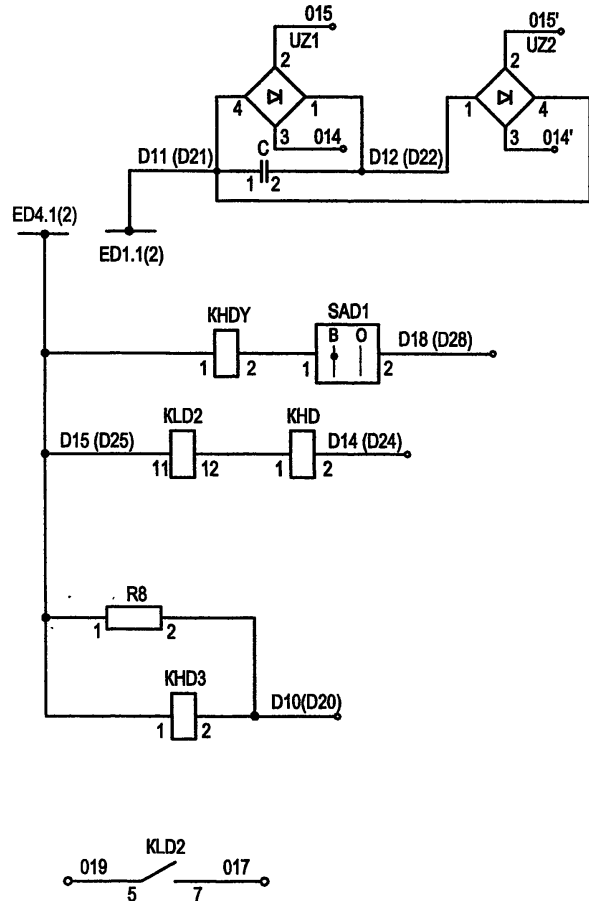 015
UZ1
2
4
1
3
014
015'
UZ2
2
1
4
3
014'
D11 (D21)
C
1
2
D12 (D22)
ED4.1(2)
ED1.1(2)
KHDY
1
2
SAD1
B O
1
2
D18 (D28)
D15 (D25)
KLD2
11
12
KHD
1
2
D14 (D24)
R8
1
2
KHD3
1
2
D10(D20)
KLD2
019
5
7
017